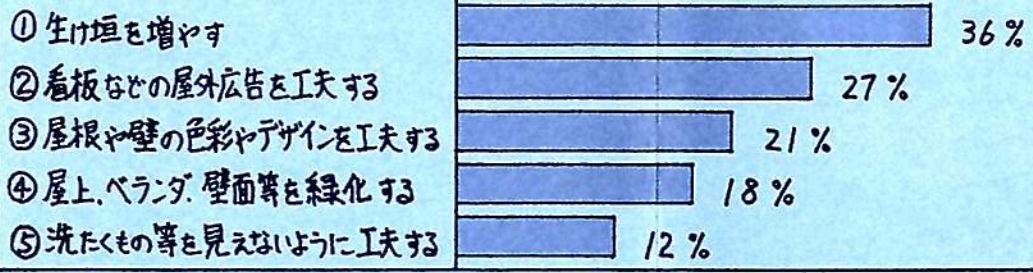 ① 生け垣を増やす 36%
② 看板などの屋外広告を工夫する 27%
③ 屋根や壁の色彩やデザインを工夫する 21%
④ 屋上、ベランダ、壁面等を緑化する 18%
⑤ 洗たくもの等を見えないように工夫する 12%